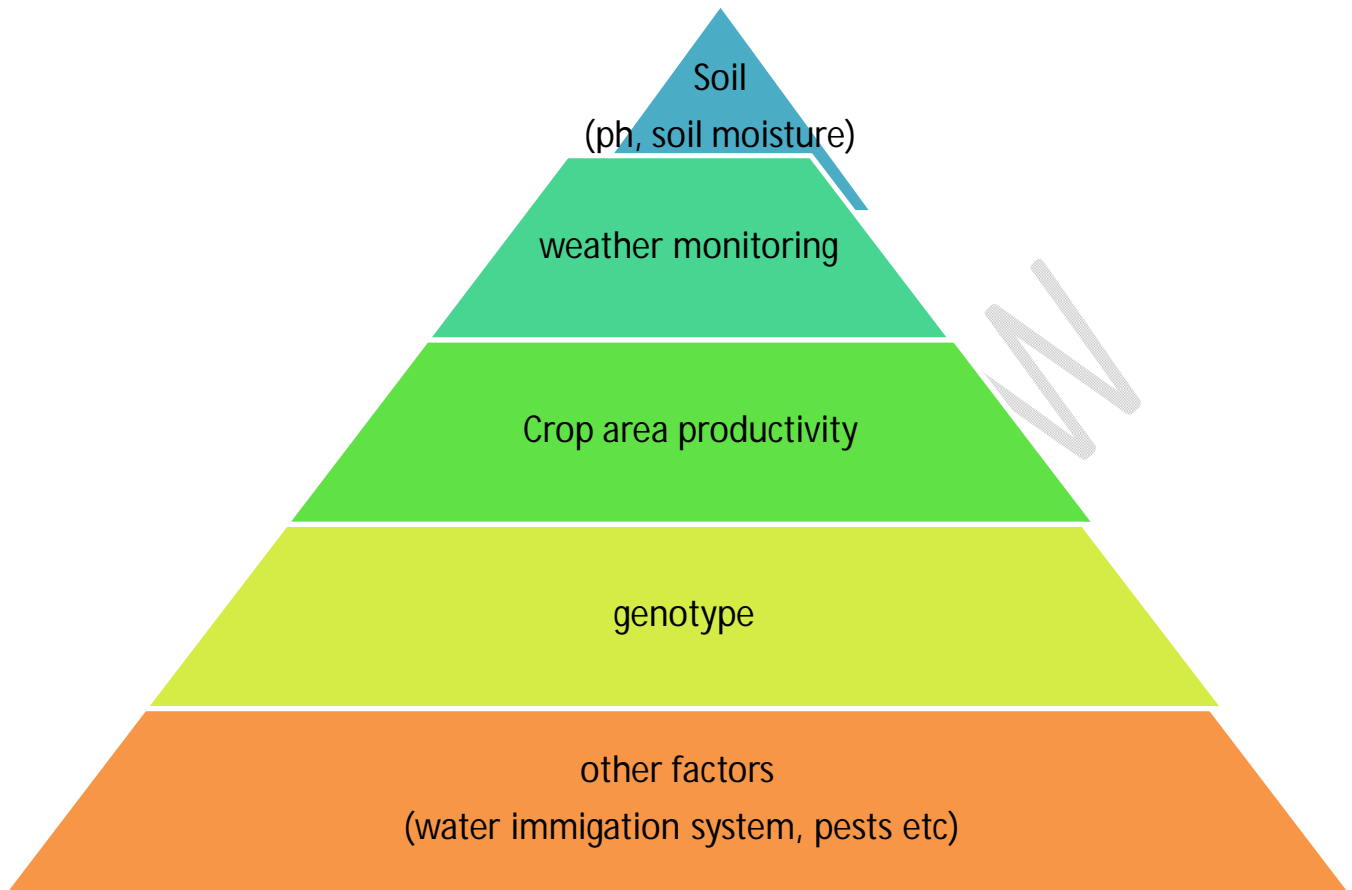 Soil
(ph, soil moisture)
weather monitoring
Crop area productivity
genotype
other factors
(water immigation system, pests etc)